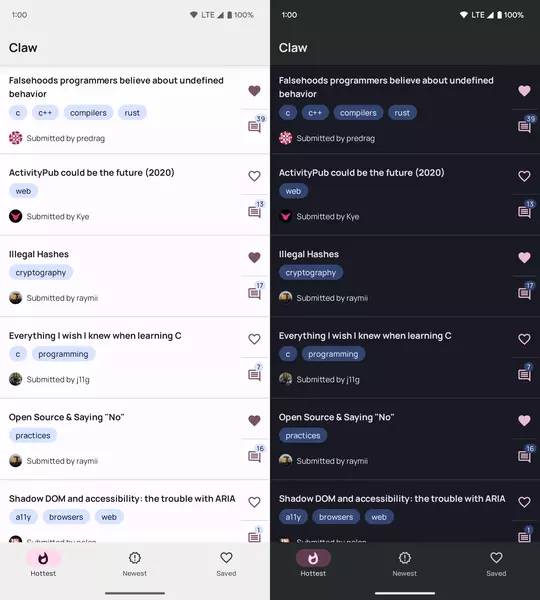 1:00
LTE 100%
Claw
Falsehoods programmers believe about undefined
behavior
c c++ compilers rust
39
Submitted by predrag
ActivityPub could be the future (2020)
web
13
Submitted by Kye
Illegal Hashes
cryptography
17
Submitted by raymii
Everything I wish I knew when learning C
c programming
7
Submitted by j11g
Open Source & Saying "No"
practices
16
Submitted by raymii
Shadow DOM and accessibility: the trouble with ARIA
a11y browsers web
1
Submitted by
Hottest Newest Saved
1:00
LTE 100%
Claw
Falsehoods programmers believe about undefined
behavior
c c++ compilers rust
39
Submitted by predrag
ActivityPub could be the future (2020)
web
13
Submitted by Kye
Illegal Hashes
cryptography
17
Submitted by raymii
Everything I wish I knew when learning C
c programming
7
Submitted by j11g
Open Source & Saying "No"
practices
16
Submitted by raymii
Shadow DOM and accessibility: the trouble with ARIA
a11y browsers web
1
Submitted by
Hottest Newest Saved